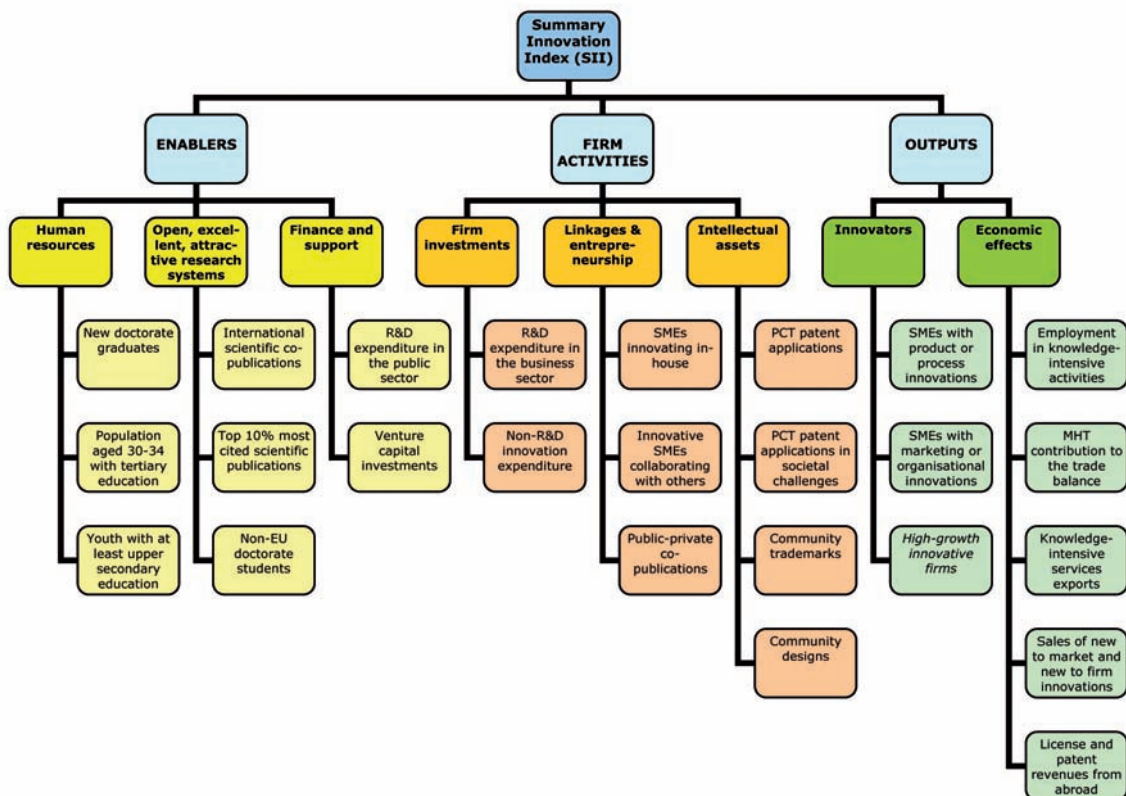 Summary
Innovation
Index (SII)
ENABLERS
FIRM
ACTIVITIES
OUTPUTS
Human
resources
Open, excel-
lent, attrac-
tive research
systems
Finance and
support
Firm
investments
Linkages &
entrepre-
neurship
Intellectual
assets
Innovators
Economic
effects
New doctorate
graduates
International
scientific co-
publications
R&D
expenditure in
the public
sector
R&D
expenditure in
the business
sector
SMEs
innovating in-
house
PCT patent
applications
SMEs with
product or
process
innovations
Employment
in knowledge-
intensive
activities
Population
aged 30-34
with tertiary
education
Top 10% most
cited scientific
publications
Venture
capital
investments
Non-R&D
innovation
expenditure
Innovative
SMEs
collaborating
with others
PCT patent
applications in
societal
challenges
SMEs with
marketing or
organisational
innovations
MHT
contribution to
the trade
balance
Youth with at
least upper
secondary
education
Non-EU
doctorate
students
Public-private
co-
publications
Community
trademarks
High-growth
innovative
firms
Knowledge-
intensive
services
exports
Community
designs
Sales of new
to market and
new to firm
innovations
License and
patent
revenues from
abroad